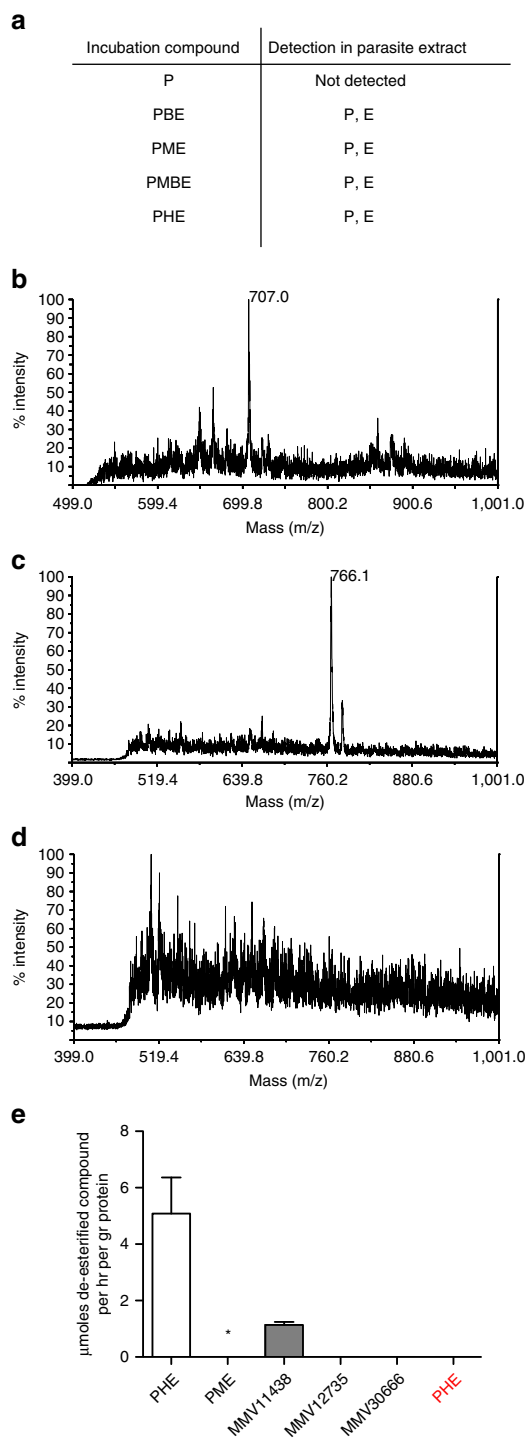 a
Incubation compound Detection in parasite extract
P Not detected
PBE P, E
PME P, E
PMBE P, E
PHE P, E
b
707.0
100
90
80
70
60
50
40
30
20
10
% intensity
499.0 599.4 699.8 800.2 900.6 1,001.0
Mass (m/z)
c
766.1
100
90
80
70
60
50
40
30
20
10
% intensity
399.0 519.4 639.8 760.2 880.6 1,001.0
Mass (m/z)
d
100
90
80
70
60
50
40
30
20
10
% intensity
399.0 519.4 639.8 760.2 880.6 1,001.0
Mass (m/z)
e
µmoles de-esterified compound
per hr per gr protein
8
6
4
2
0
*
PHE PME MMV11438 MMV12735 MMV30666 PHE